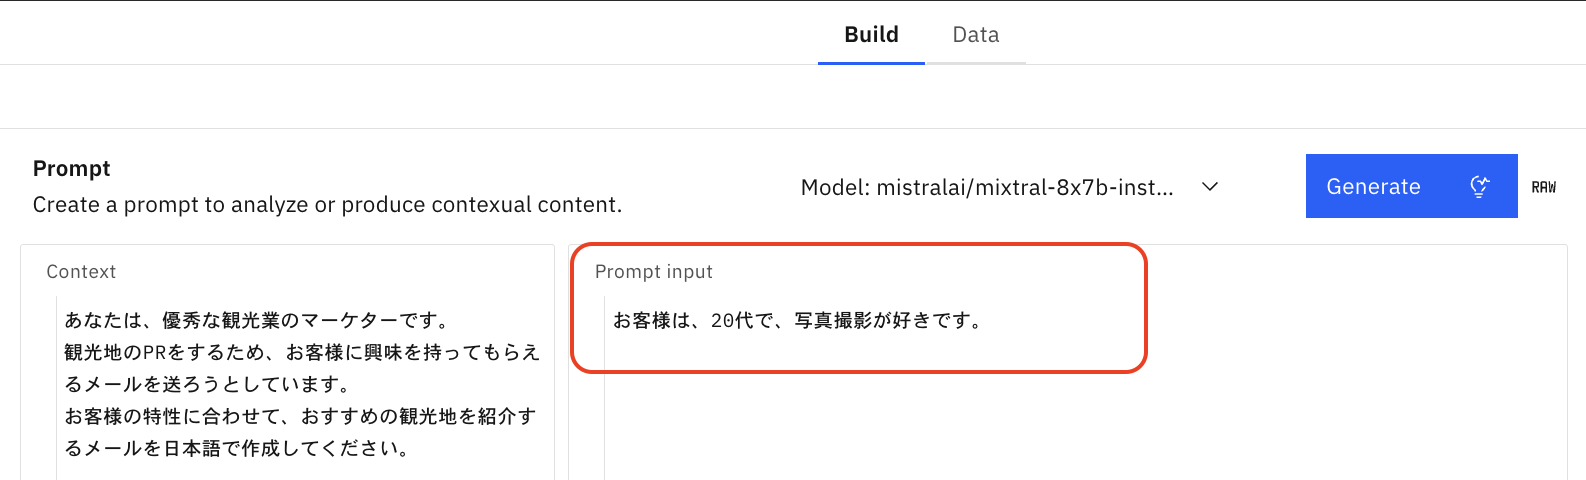 Build
Data
Prompt
Create a prompt to analyze or produce contexual content.
Model: mistralai/mixtral-8x7b-inst...
Generate
RAW
Context
あなたは、優秀な観光業のマーケターです。
観光地のPRをするため、お客様に興味を持ってもらえ
るメールを送ろうとしています。
お客様の特性に合わせて、おすすめの観光地を紹介す
るメールを日本語で作成してください。
Prompt input
お客様は、20代で、写真撮影が好きです。